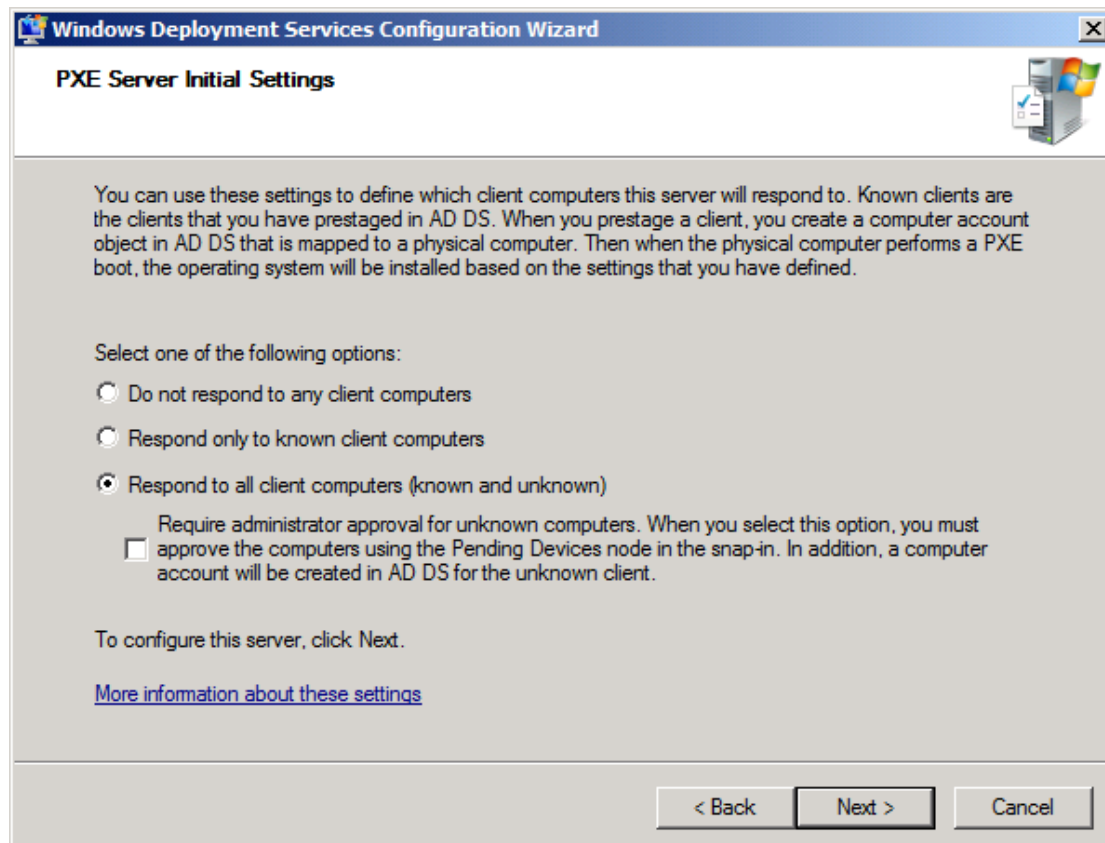 Windows Deployment Services Configuration Wizard
PXE Server Initial Settings
You can use these settings to define which client computers this server will respond to. Known clients are
the clients that you have prestaged in AD DS. When you prestage a client, you create a computer account
object in AD DS that is mapped to a physical computer. Then when the physical computer performs a PXE
boot, the operating system will be installed based on the settings that you have defined.
Select one of the following options:
Do not respond to any client computers
Respond only to known client computers
Respond to all client computers (known and unknown)
Require administrator approval for unknown computers. When you select this option, you must
approve the computers using the Pending Devices node in the snap-in. In addition, a computer
account will be created in AD DS for the unknown client.
To configure this server, click Next.
More information about these settings
< Back Next > Cancel